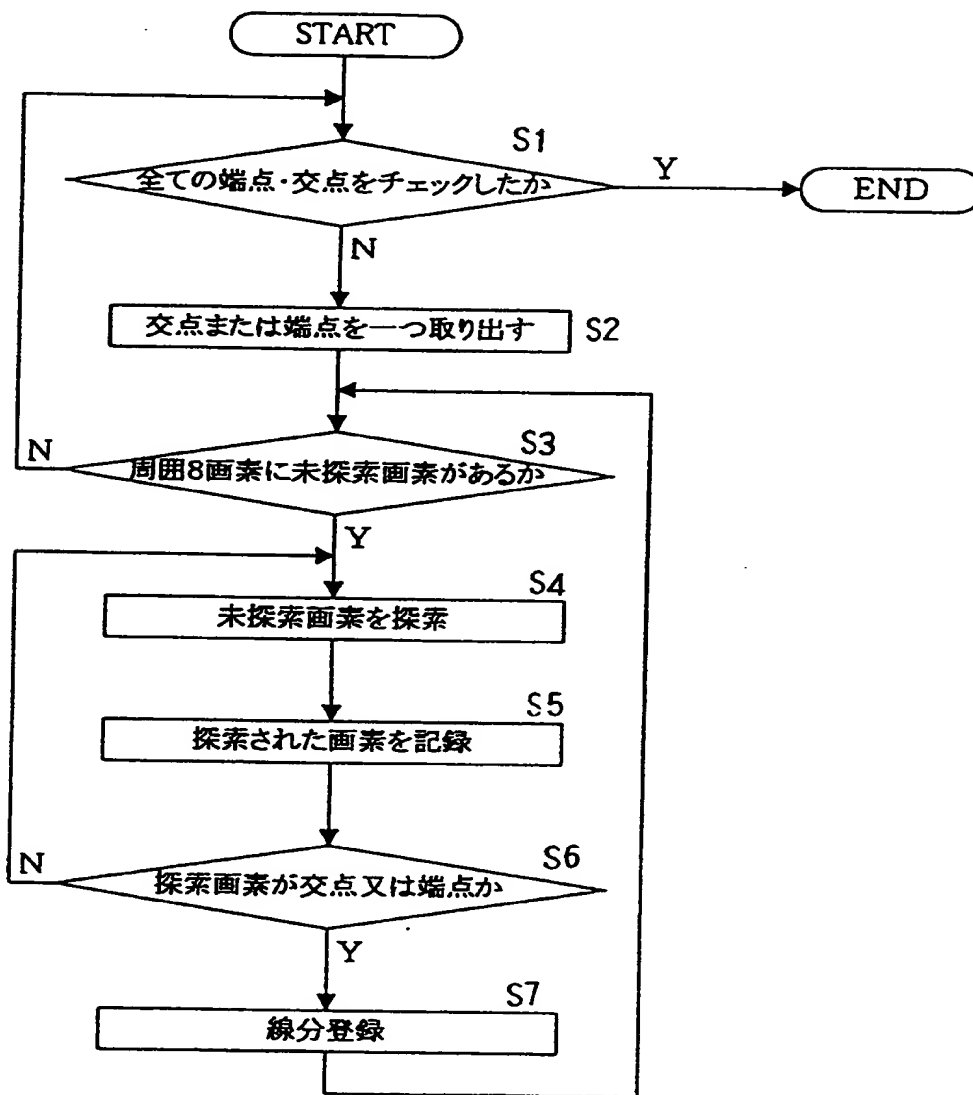 START
S1
全ての端点・交点をチェックしたか
Y
END
N
交点または端点を一つ取り出す
S2
S3
N
周囲8画素に未探索画素があるか
Y
S4
未探索画素を探索
S5
探索された画素を記録
S6
N
探索画素が交点又は端点か
Y
S7
線分登録